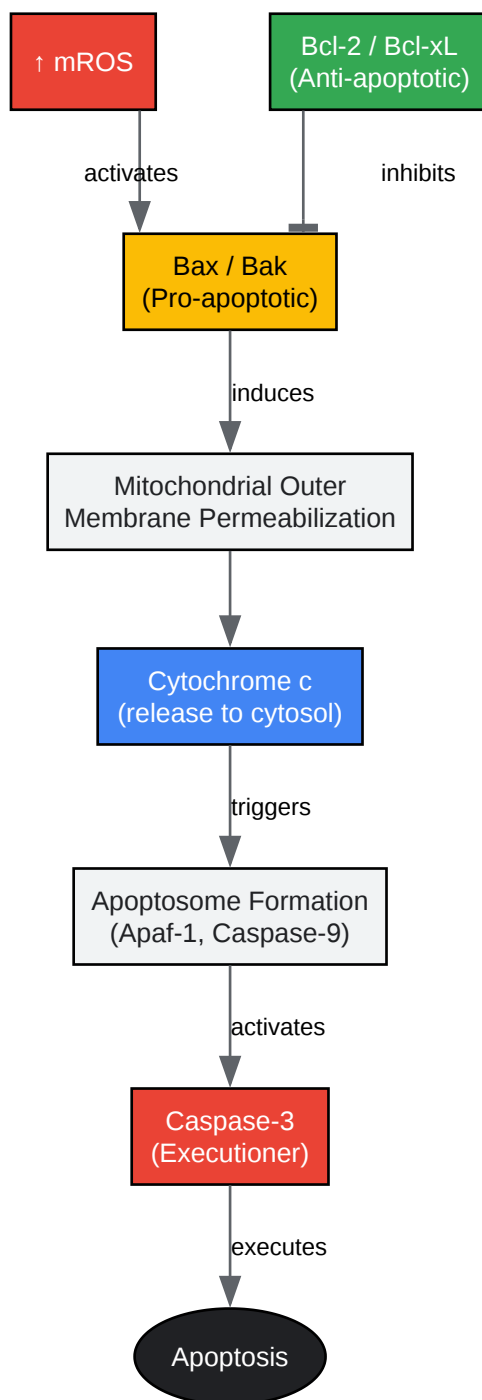 ↑ mROS
Bcl-2 / Bcl-xL
(Anti-apoptotic)
activates
inhibits
Bax / Bak
(Pro-apoptotic)
induces
Mitochondrial Outer
Membrane Permeabilization
Cytochrome c
(release to cytosol)
triggers
Apoptosome Formation
(Apaf-1, Caspase-9)
activates
Caspase-3
(Executioner)
executes
Apoptosis